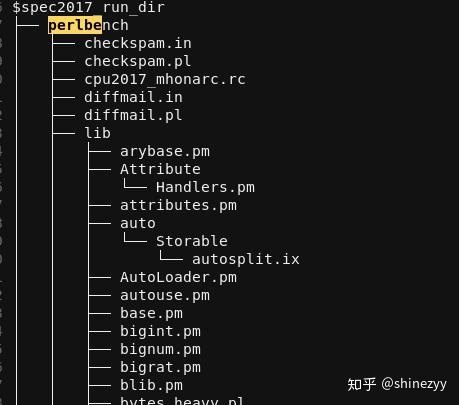 $spec2017_run_dir
├── perlbench
│   ├── checkspam.in
│   ├── checkspam.pl
│   ├── cpu2017_mhonarc.rc
│   ├── diffmail.in
│   ├── diffmail.pl
│   ├── lib
│   │   ├── arybase.pm
│   │   ├── Attribute
│   │   │   └── Handlers.pm
│   │   ├── attributes.pm
│   │   ├── auto
│   │   │   └── Storable
│   │   │       └── autosplit.ix
│   │   ├── AutoLoader.pm
│   │   ├── autouse.pm
│   │   ├── base.pm
│   │   ├── bigint.pm
│   │   ├── bignum.pm
│   │   ├── bigrat.pm
│   │   ├── blib.pm
│   │   ├── bytes_heavy.pl
知乎 @shinezyy